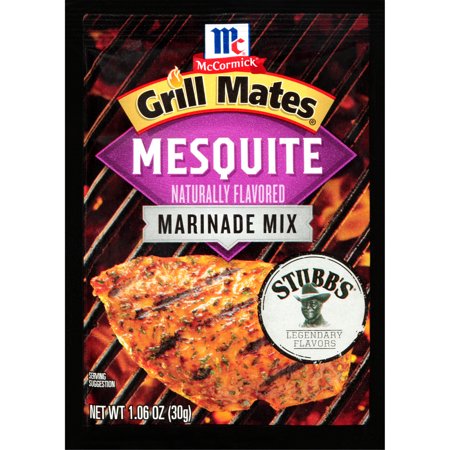 Mc
McCormick
Grill Mates®
MESQUITE
NATURALLY FLAVORED
MARINADE MIX
STUBB'S
LEGENDARY
FLAVORS
SERVING
SUGGESTION
NET WT 1.06 OZ (30g)